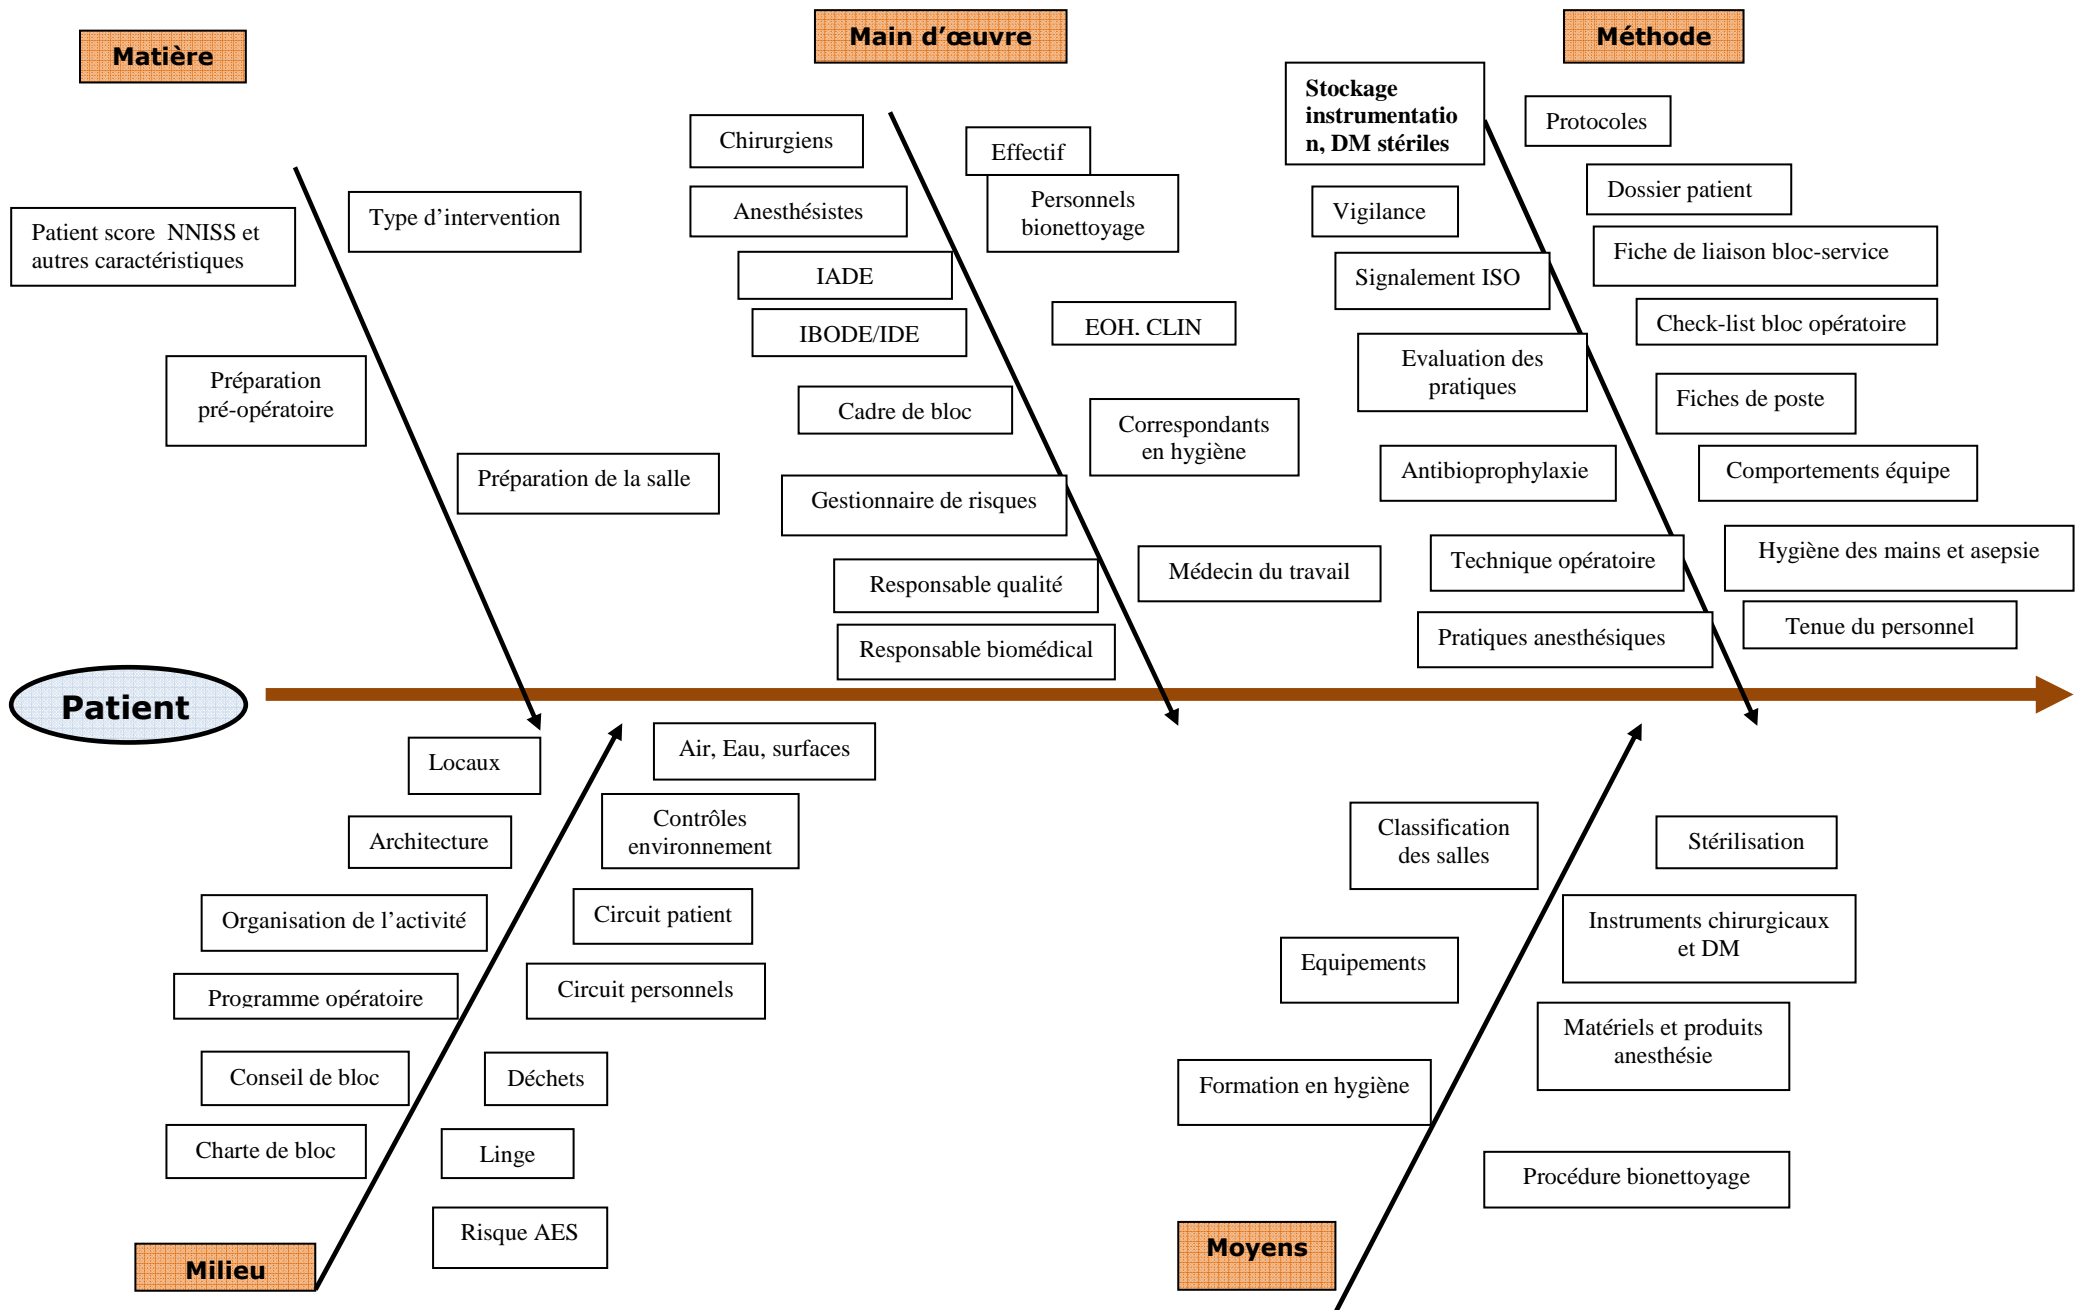 Matière
Main d’œuvre
Méthode
Patient score  NNISS et
autres caractéristiques
Type d’intervention
Préparation
pré-opératoire
Préparation de la salle
Chirurgiens
Anesthésistes
IADE
IBODE/IDE
Cadre de bloc
Gestionnaire de risques
Responsable qualité
Responsable biomédical
Effectif
Personnels
bionettoyage
EOH. CLIN
Correspondants
en hygiène
Médecin du travail
Stockage
instrumentatio
n, DM stériles
Vigilance
Signalement ISO
Evaluation des
pratiques
Antibioprophylaxie
Technique opératoire
Pratiques anesthésiques
Protocoles
Dossier patient
Fiche de liaison bloc-service
Check-list bloc opératoire
Fiches de poste
Comportements équipe
Hygiène des mains et asepsie
Tenue du personnel
Patient
Locaux
Architecture
Organisation de l’activité
Programme opératoire
Conseil de bloc
Charte de bloc
Air, Eau, surfaces
Contrôles
environnement
Circuit patient
Circuit personnels
Déchets
Linge
Risque AES
Milieu
Classification
des salles
Equipements
Formation en hygiène
Stérilisation
Instruments chirurgicaux
et DM
Matériels et produits
anesthésie
Procédure bionettoyage
Moyens